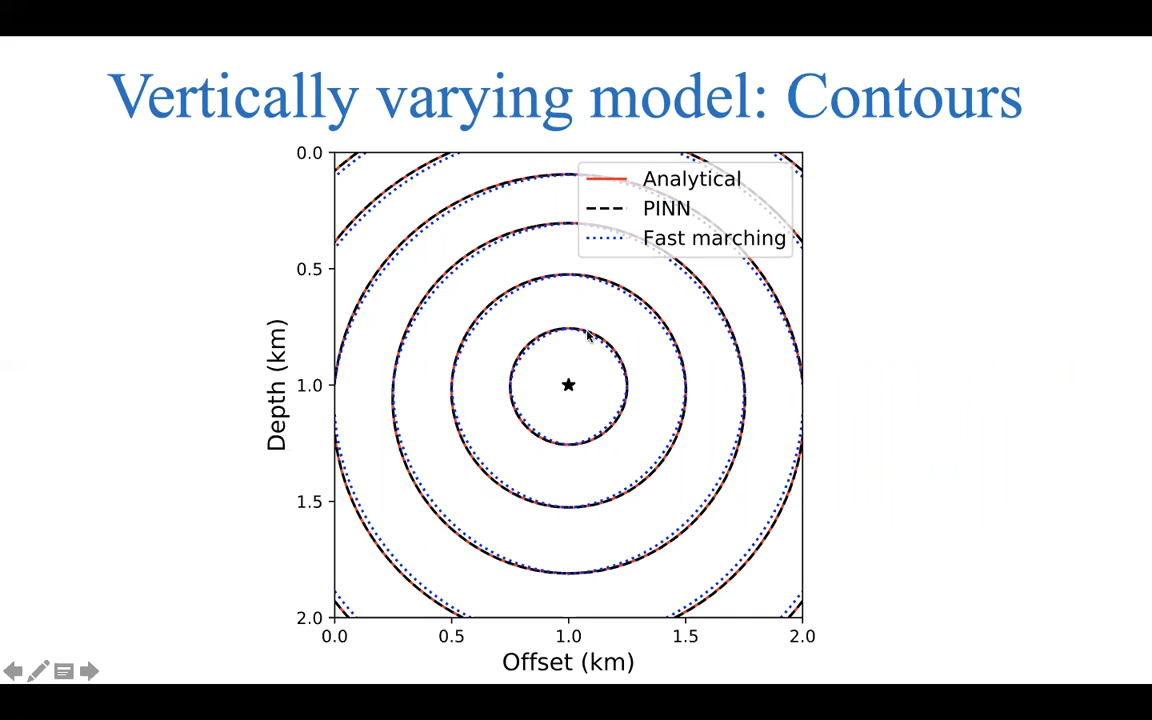 Vertically varying model: Contours
0.0
Analytical
PINN
Fast marching
0.5
1.0
1.5
2.0
Depth (km)
0.0 0.5 1.0 1.5 2.0
Offset (km)